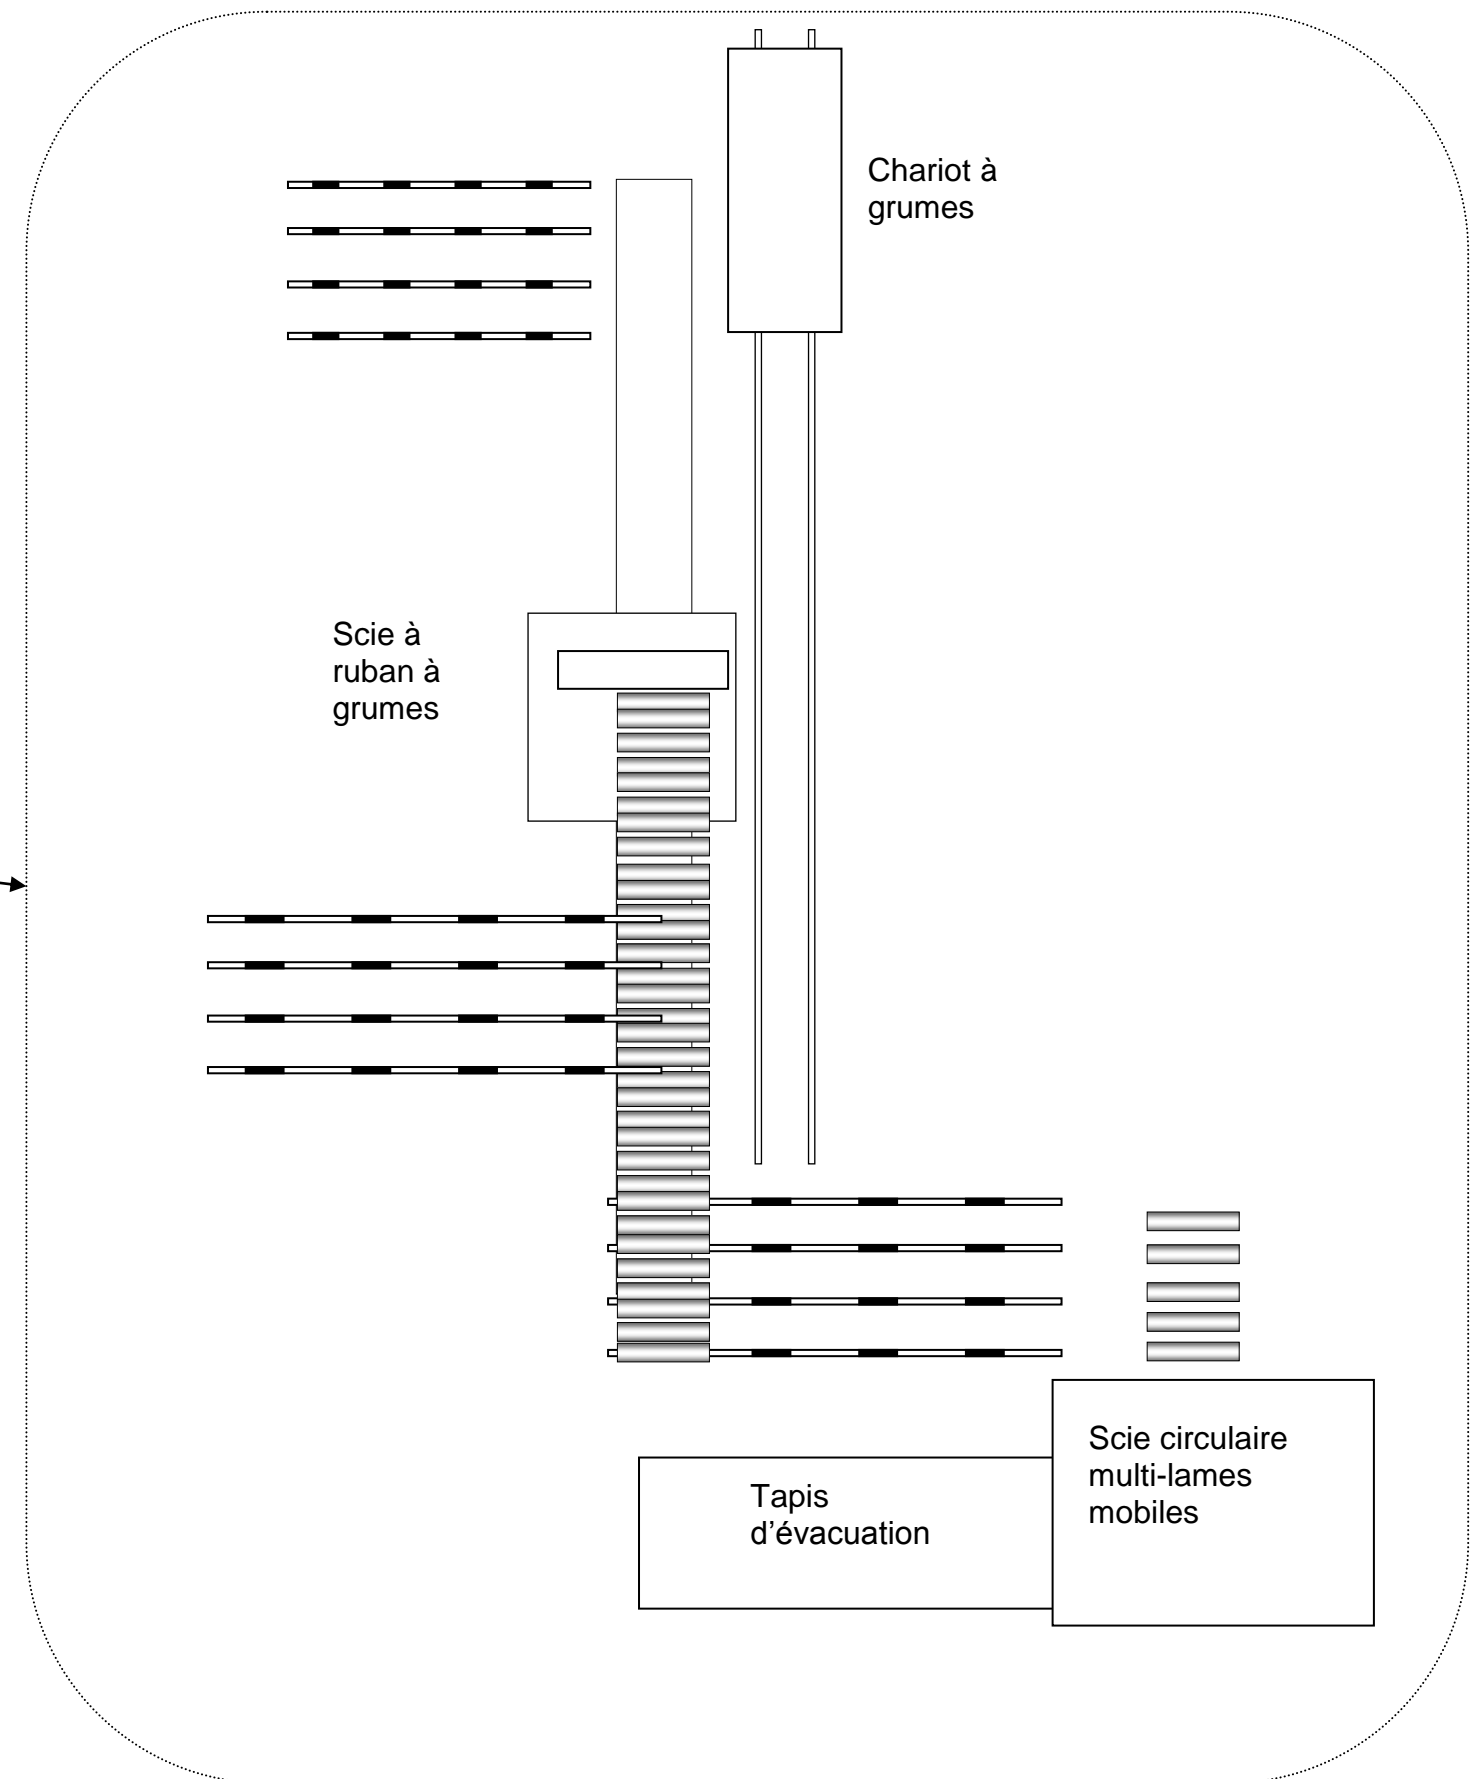 Chariot à
grumes
Scie à
ruban à
grumes
Scie circulaire
multi-lames
mobiles
Tapis
d’évacuation